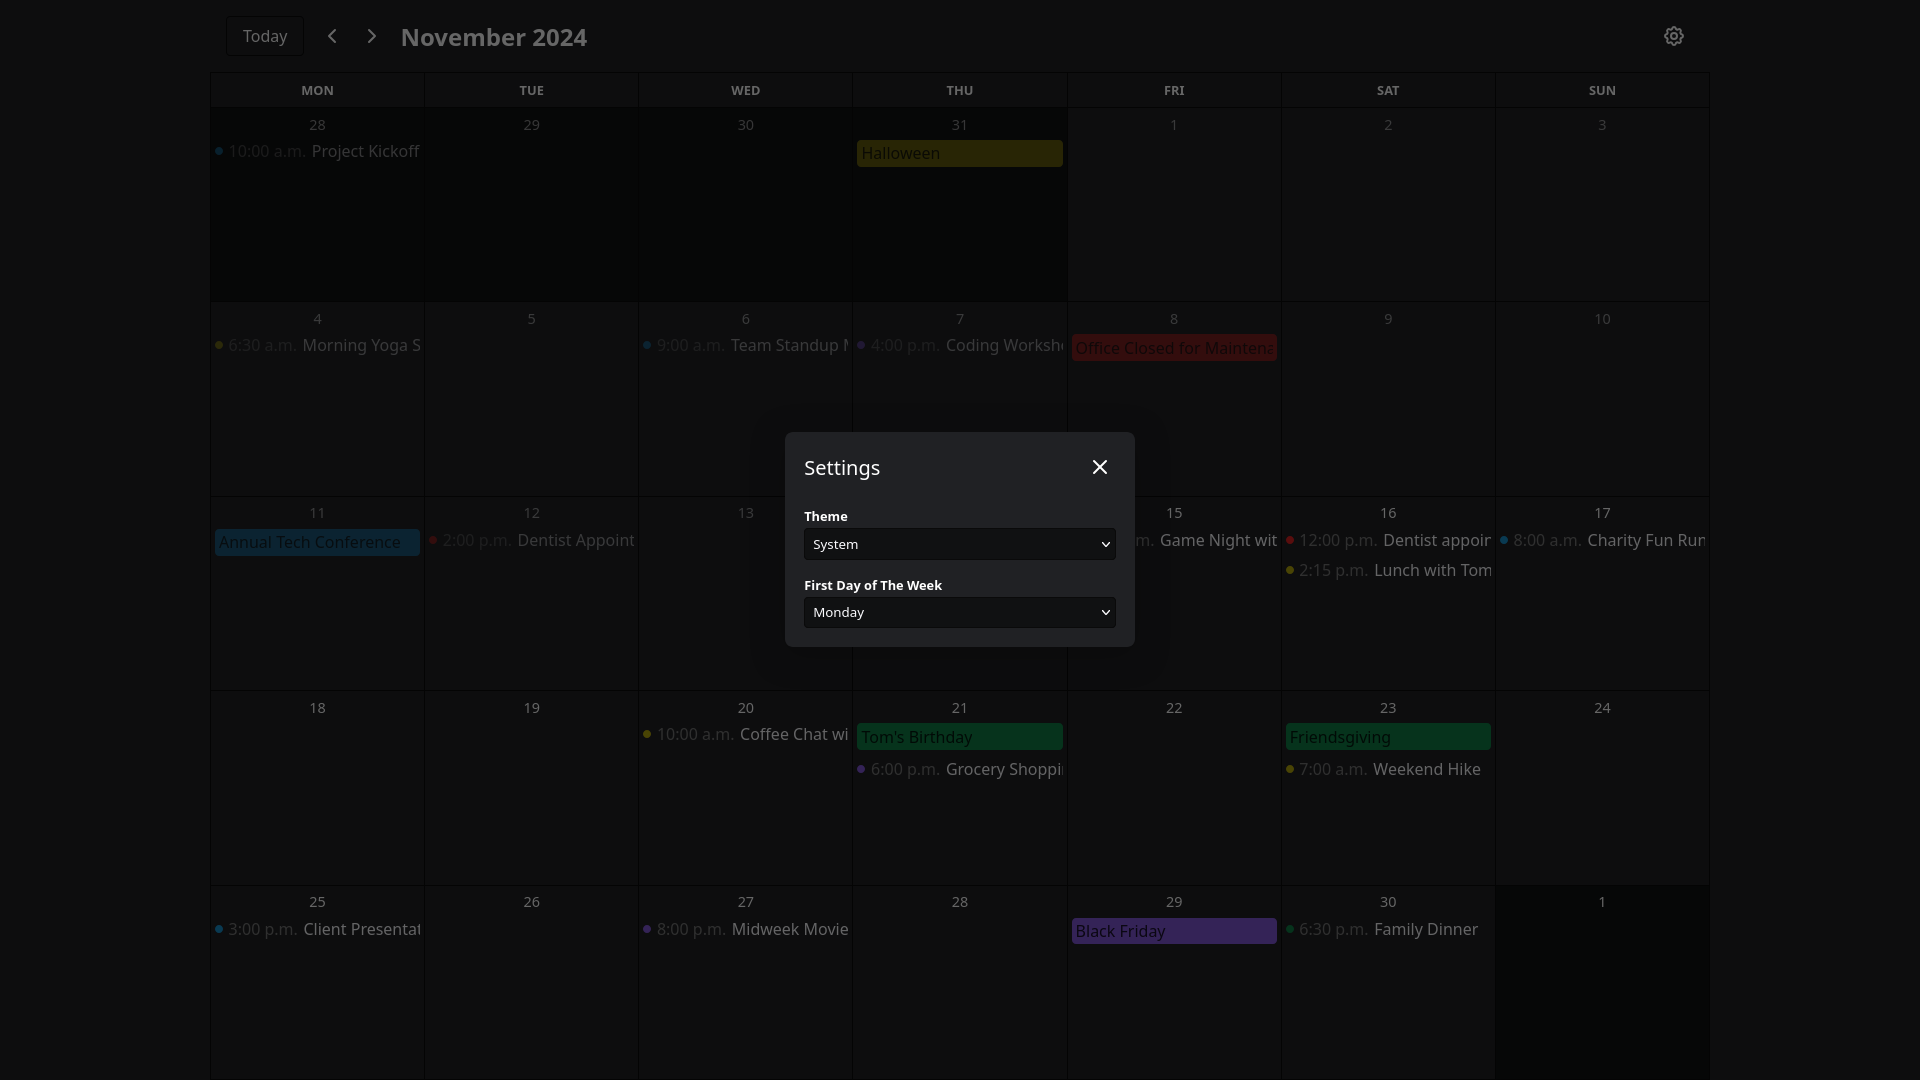 Today
November 2024
MON TUE WED THU FRI SAT SUN
28 29 30 31 1 2 3
10:00 a.m. Project Kickoff
Halloween
4 5 6 7 8 9 10
6:30 a.m. Morning Yoga S
9:00 a.m. Team Standup
4:00 p.m. Coding Worksh
Office Closed for Maintena
11 12 13 15 16 17
Annual Tech Conference
2:00 p.m. Dentist Appoint
m. Game Night wit
12:00 p.m. Dentist appoin
8:00 a.m. Charity Fun Run
2:15 p.m. Lunch with Tom
Settings
Theme
System
First Day of The Week
Monday
18 19 20 21 22 23 24
10:00 a.m. Coffee Chat wi
Tom's Birthday
Friendsgiving
6:00 p.m. Grocery Shoppi
7:00 a.m. Weekend Hike
25 26 27 28 29 30 1
3:00 p.m. Client Presentat
8:00 p.m. Midweek Movie
Black Friday
6:30 p.m. Family Dinner